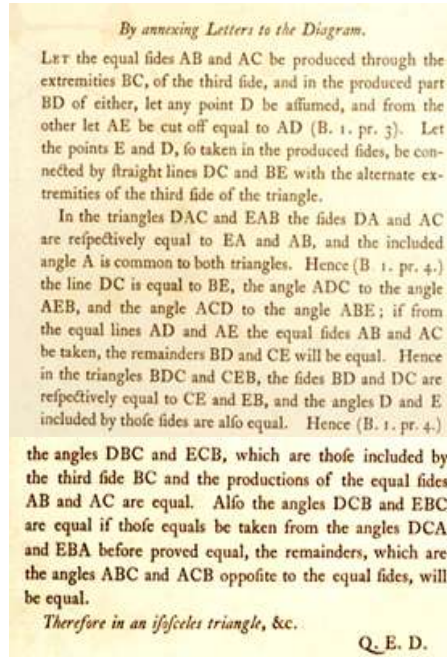 By annexing Letters to the Diagram.
LET the equal ſides AB and AC be produced through the
extremities BC, of the third ſide, and in the produced part
BD of either, let any point D be aſſumed, and from the
other let AE be cut off equal to AD (B. 1. pr. 3). Let
the points E and D, ſo taken in the produced ſides, be con-
nected by ſtraight lines DC and BE with the alternate ex-
tremities of the third ſide of the triangle.
In the triangles DAC and EAB the ſides DA and AC
are reſpectively equal to EA and AB, and the included
angle A is common to both triangles. Hence (B 1. pr. 4.)
the line DC is equal to BE, the angle ADC to the angle
AEB, and the angle ACD to the angle ABE; if from
the equal lines AD and AE the equal ſides AB and AC
be taken, the remainders BD and CE will be equal. Hence
in the triangles BDC and CEB, the ſides BD and DC are
reſpectively equal to CE and EB, and the angles D and E
included by thoſe ſides are alſo equal. Hence (B. 1. pr. 4.)
the angles DBC and ECB, which are thoſe included by
the third ſide BC and the productions of the equal ſides
AB and AC are equal. Alſo the angles DCB and EBC
are equal if thoſe equals be taken from the angles DCA
and EBA before proved equal, the remainders, which are
the angles ABC and ACB oppoſite to the equal ſides, will
be equal.
Therefore in an iſoſceles triangle, &c.
Q. E. D.